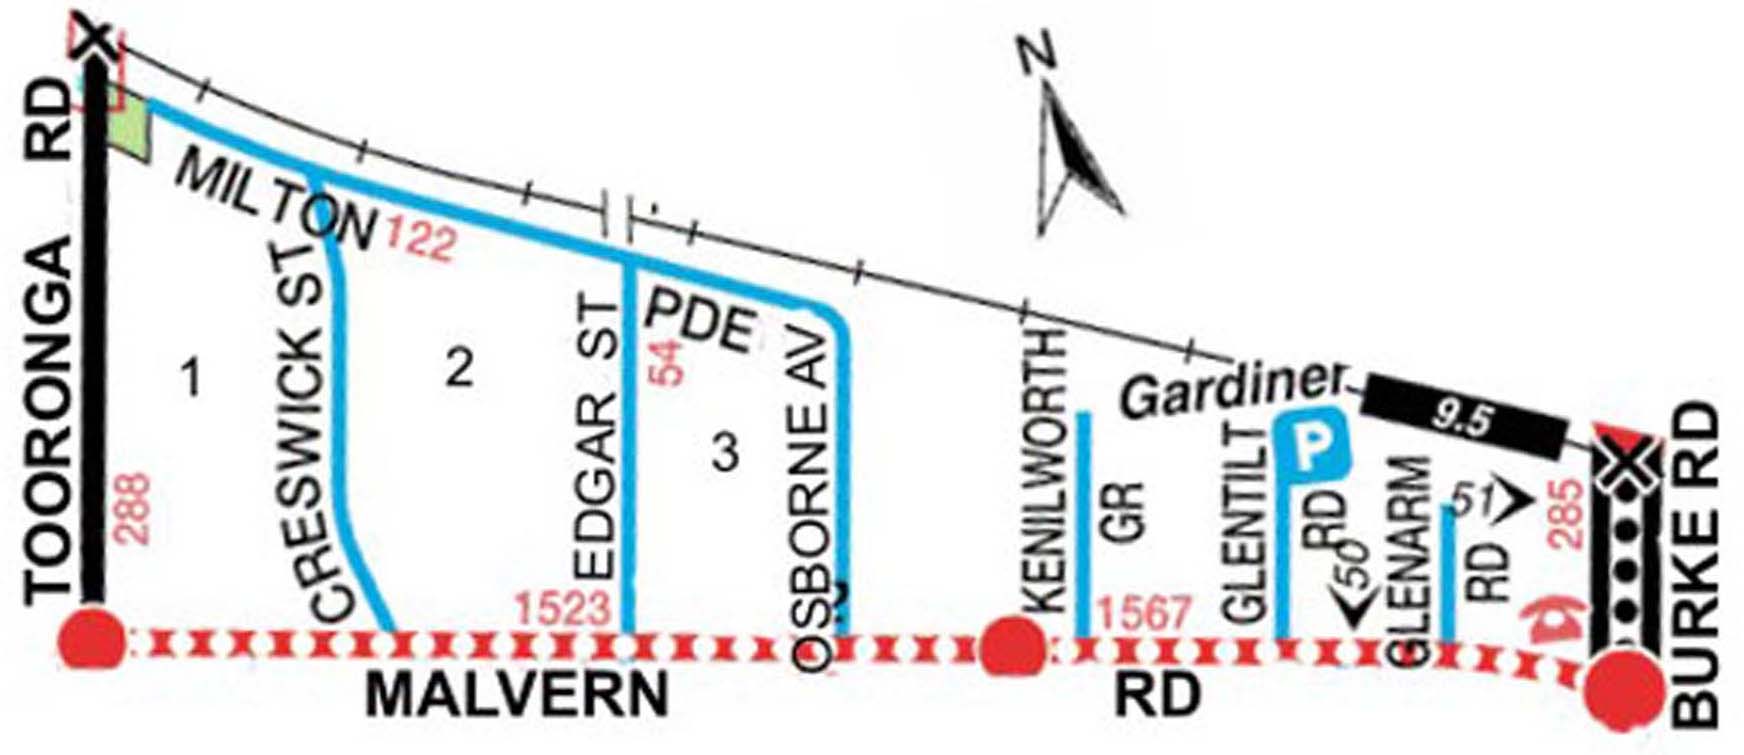 N
TOORONGA RD
MILTON PDE
122
CRESWICK ST
EDGAR ST
54
OSBORNE AV
1
2
3
288
1523
KENILWORTH GR
Gardiner
9.5
P
GLENTILT RD
50
GLENARM RD
51
285
1567
BURKE RD
MALVERN RD
?